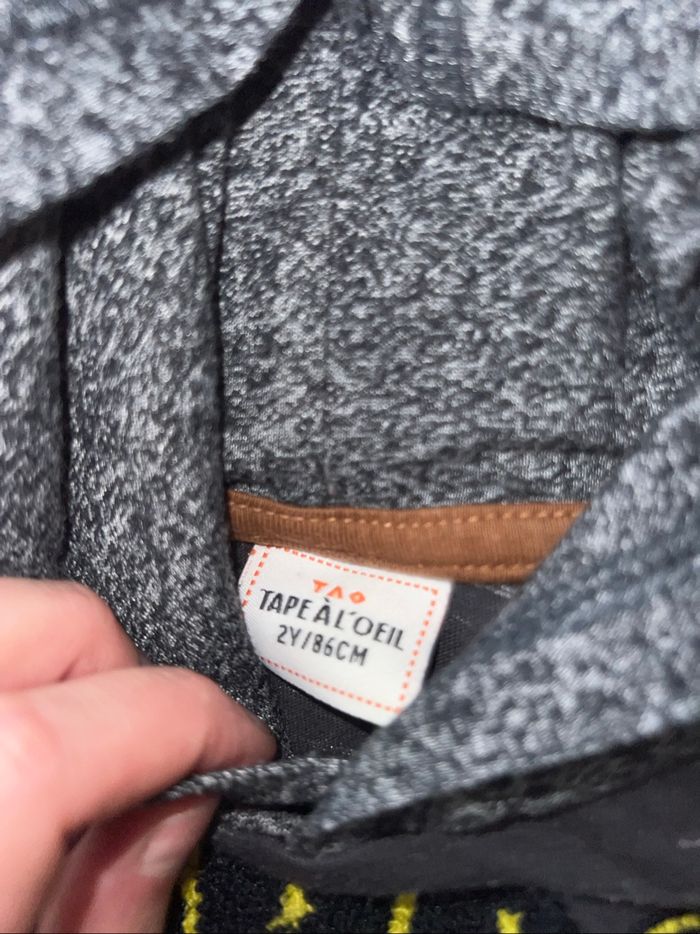 TAO
TAPE À L'OEIL
2Y/86CM